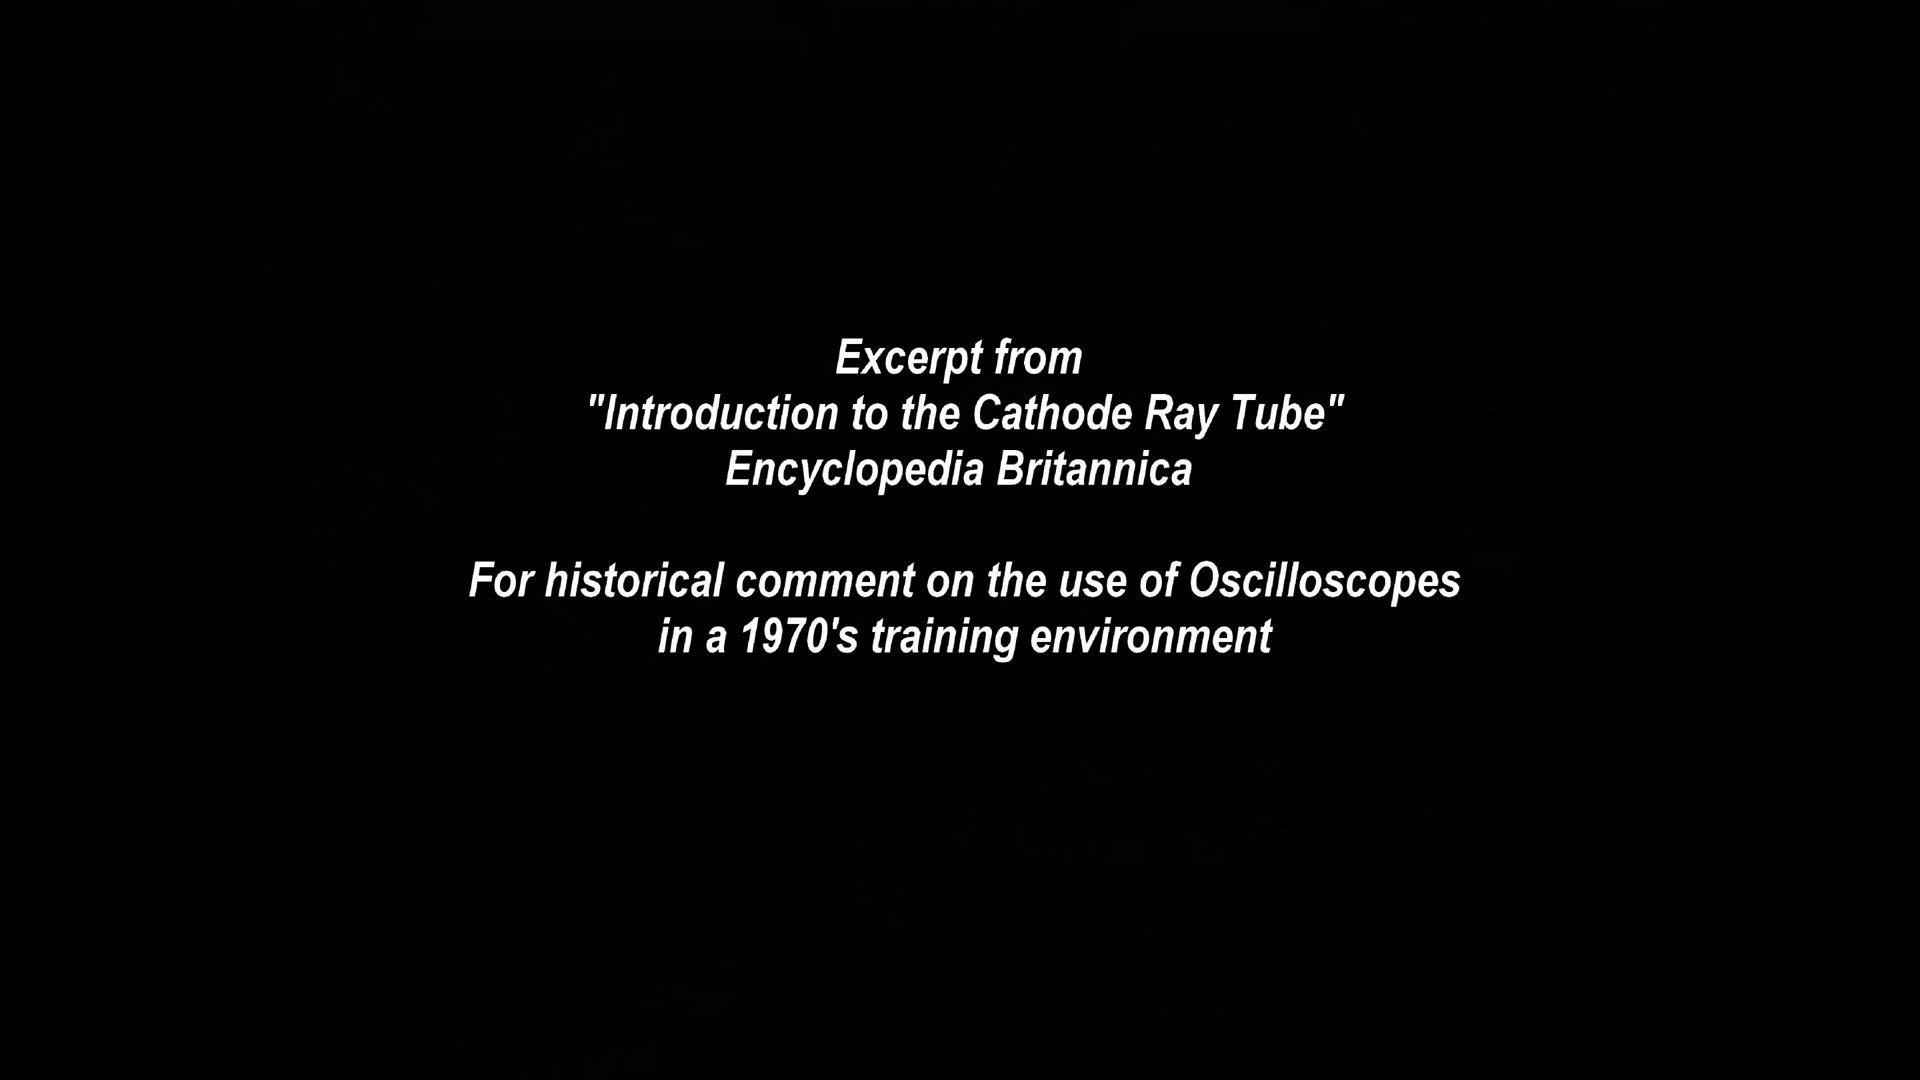 Excerpt from
"Introduction to the Cathode Ray Tube"
Encyclopedia Britannica
For historical comment on the use of Oscilloscopes
in a 1970's training environment